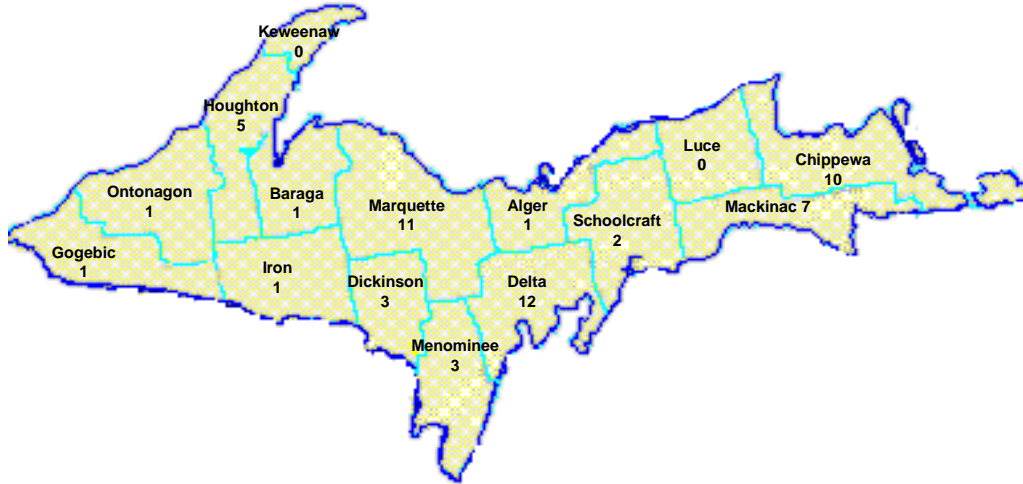 Keweenaw
0
Houghton
5
Luce
0
Chippewa
10
Ontonagon
1
Baraga
1
Marquette
11
Alger
1
Schoolcraft
2
Mackinac 7
Gogebic
1
Iron
1
Dickinson
3
Delta
12
Menominee
3